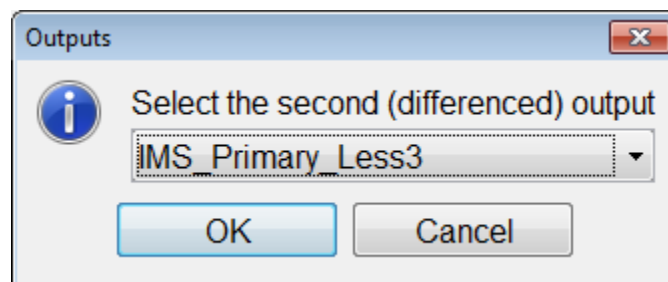 Outputs
Select the second (differenced) output
IMS_Primary_Less3
OK
Cancel